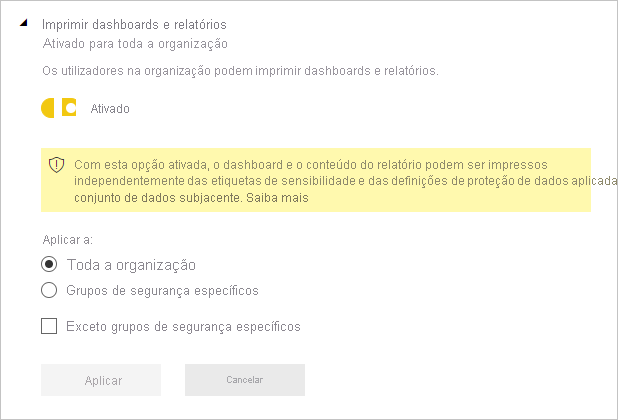 Imprimir dashboards e relatórios
Ativado para toda a organização
Os utilizadores na organização podem imprimir dashboards e relatórios.
Ativado
Com esta opção ativada, o dashboard e o conteúdo do relatório podem ser impressos
independentemente das etiquetas de sensibilidade e das definições de proteção de dados aplicada
conjunto de dados subjacente. Saiba mais
Aplicar a:
Toda a organização
Grupos de segurança específicos
Exceto grupos de segurança específicos
Aplicar
Cancelar